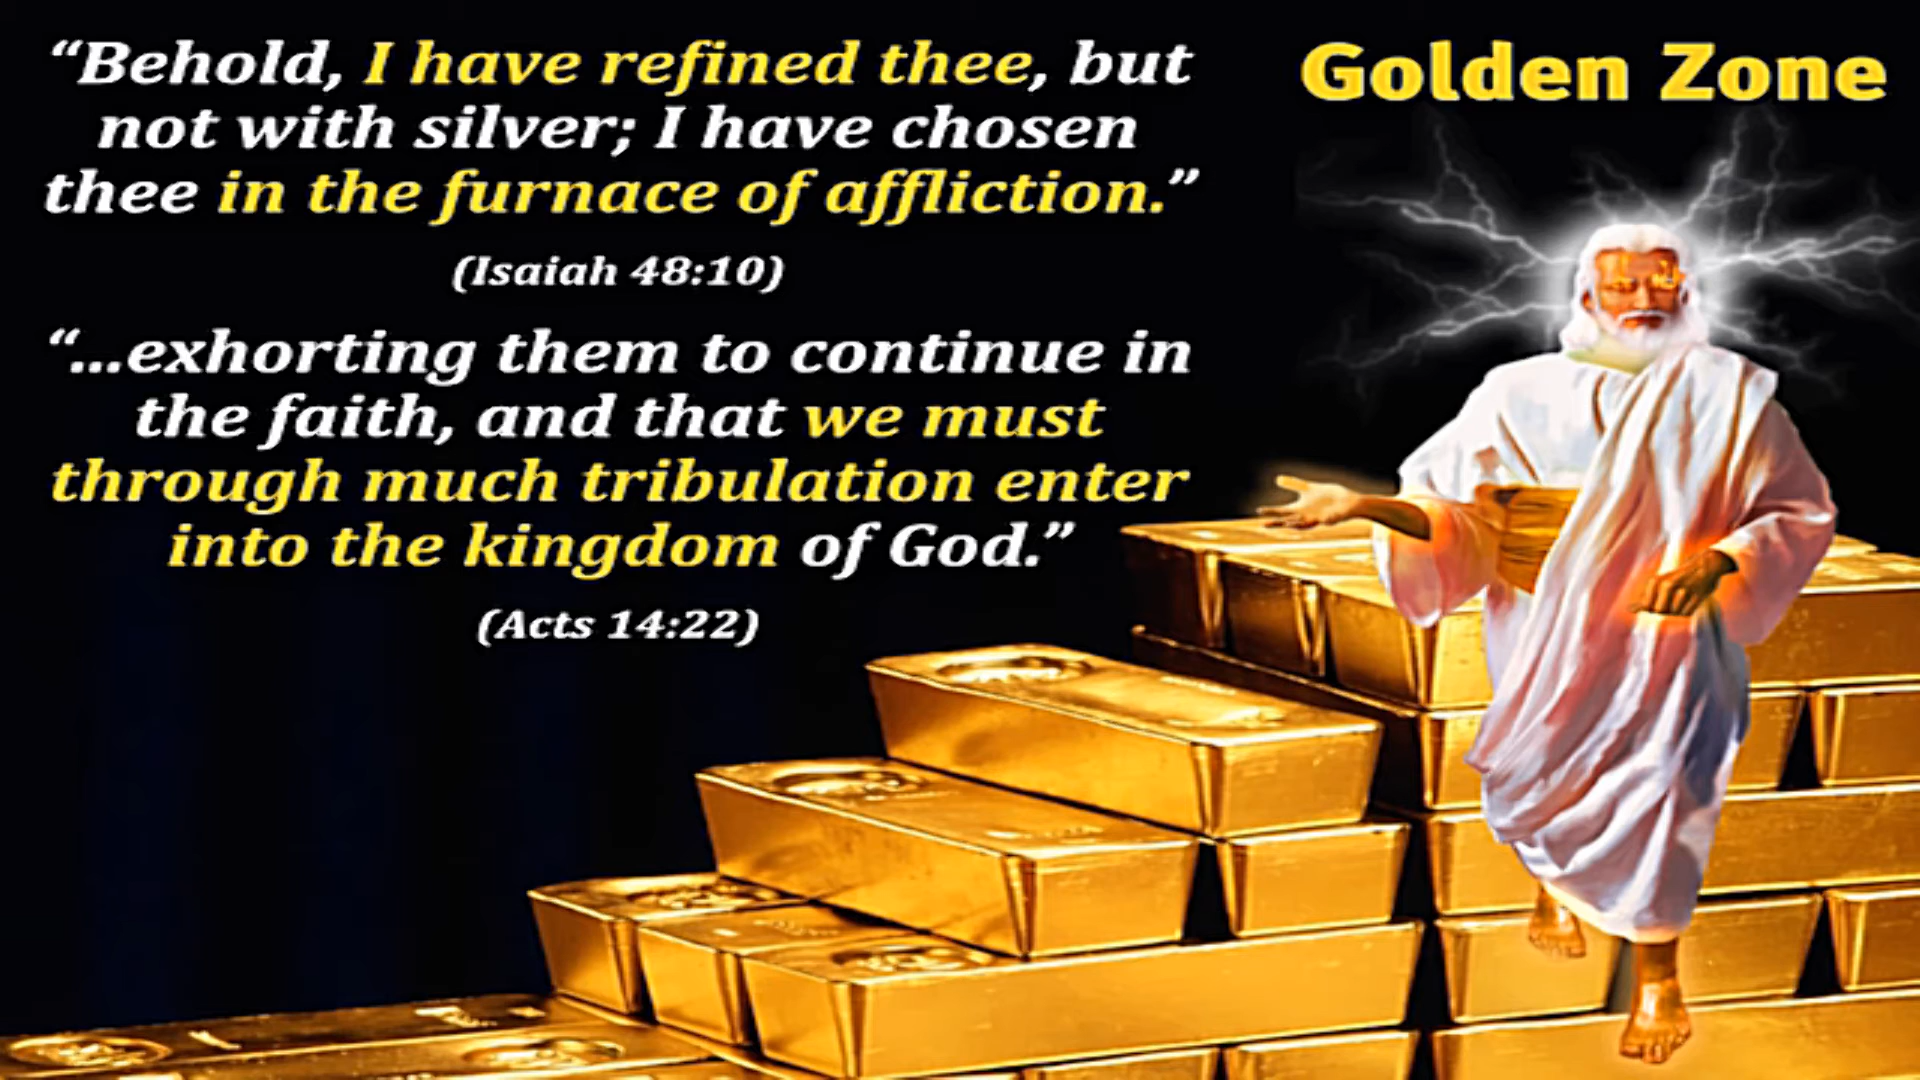 “Behold, I have refined thee, but
not with silver; I have chosen
thee in the furnace of affliction.”
(Isaiah 48:10)
“...exhorting them to continue in
the faith, and that we must
through much tribulation enter
into the kingdom of God.”
(Acts 14:22)
Golden Zone